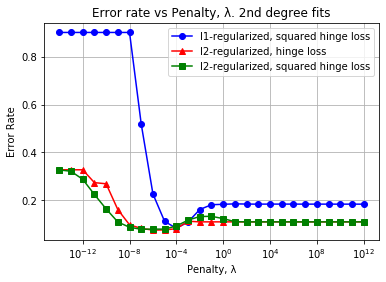 Error rate vs Penalty, λ. 2nd degree fits
l1-regularized, squared hinge loss
l2-regularized, hinge loss
l2-regularized, squared hinge loss
Error Rate
0.8
0.6
0.4
0.2
10⁻¹² 10⁻⁸ 10⁻⁴ 10⁰ 10⁴ 10⁸ 10¹²
Penalty, λ